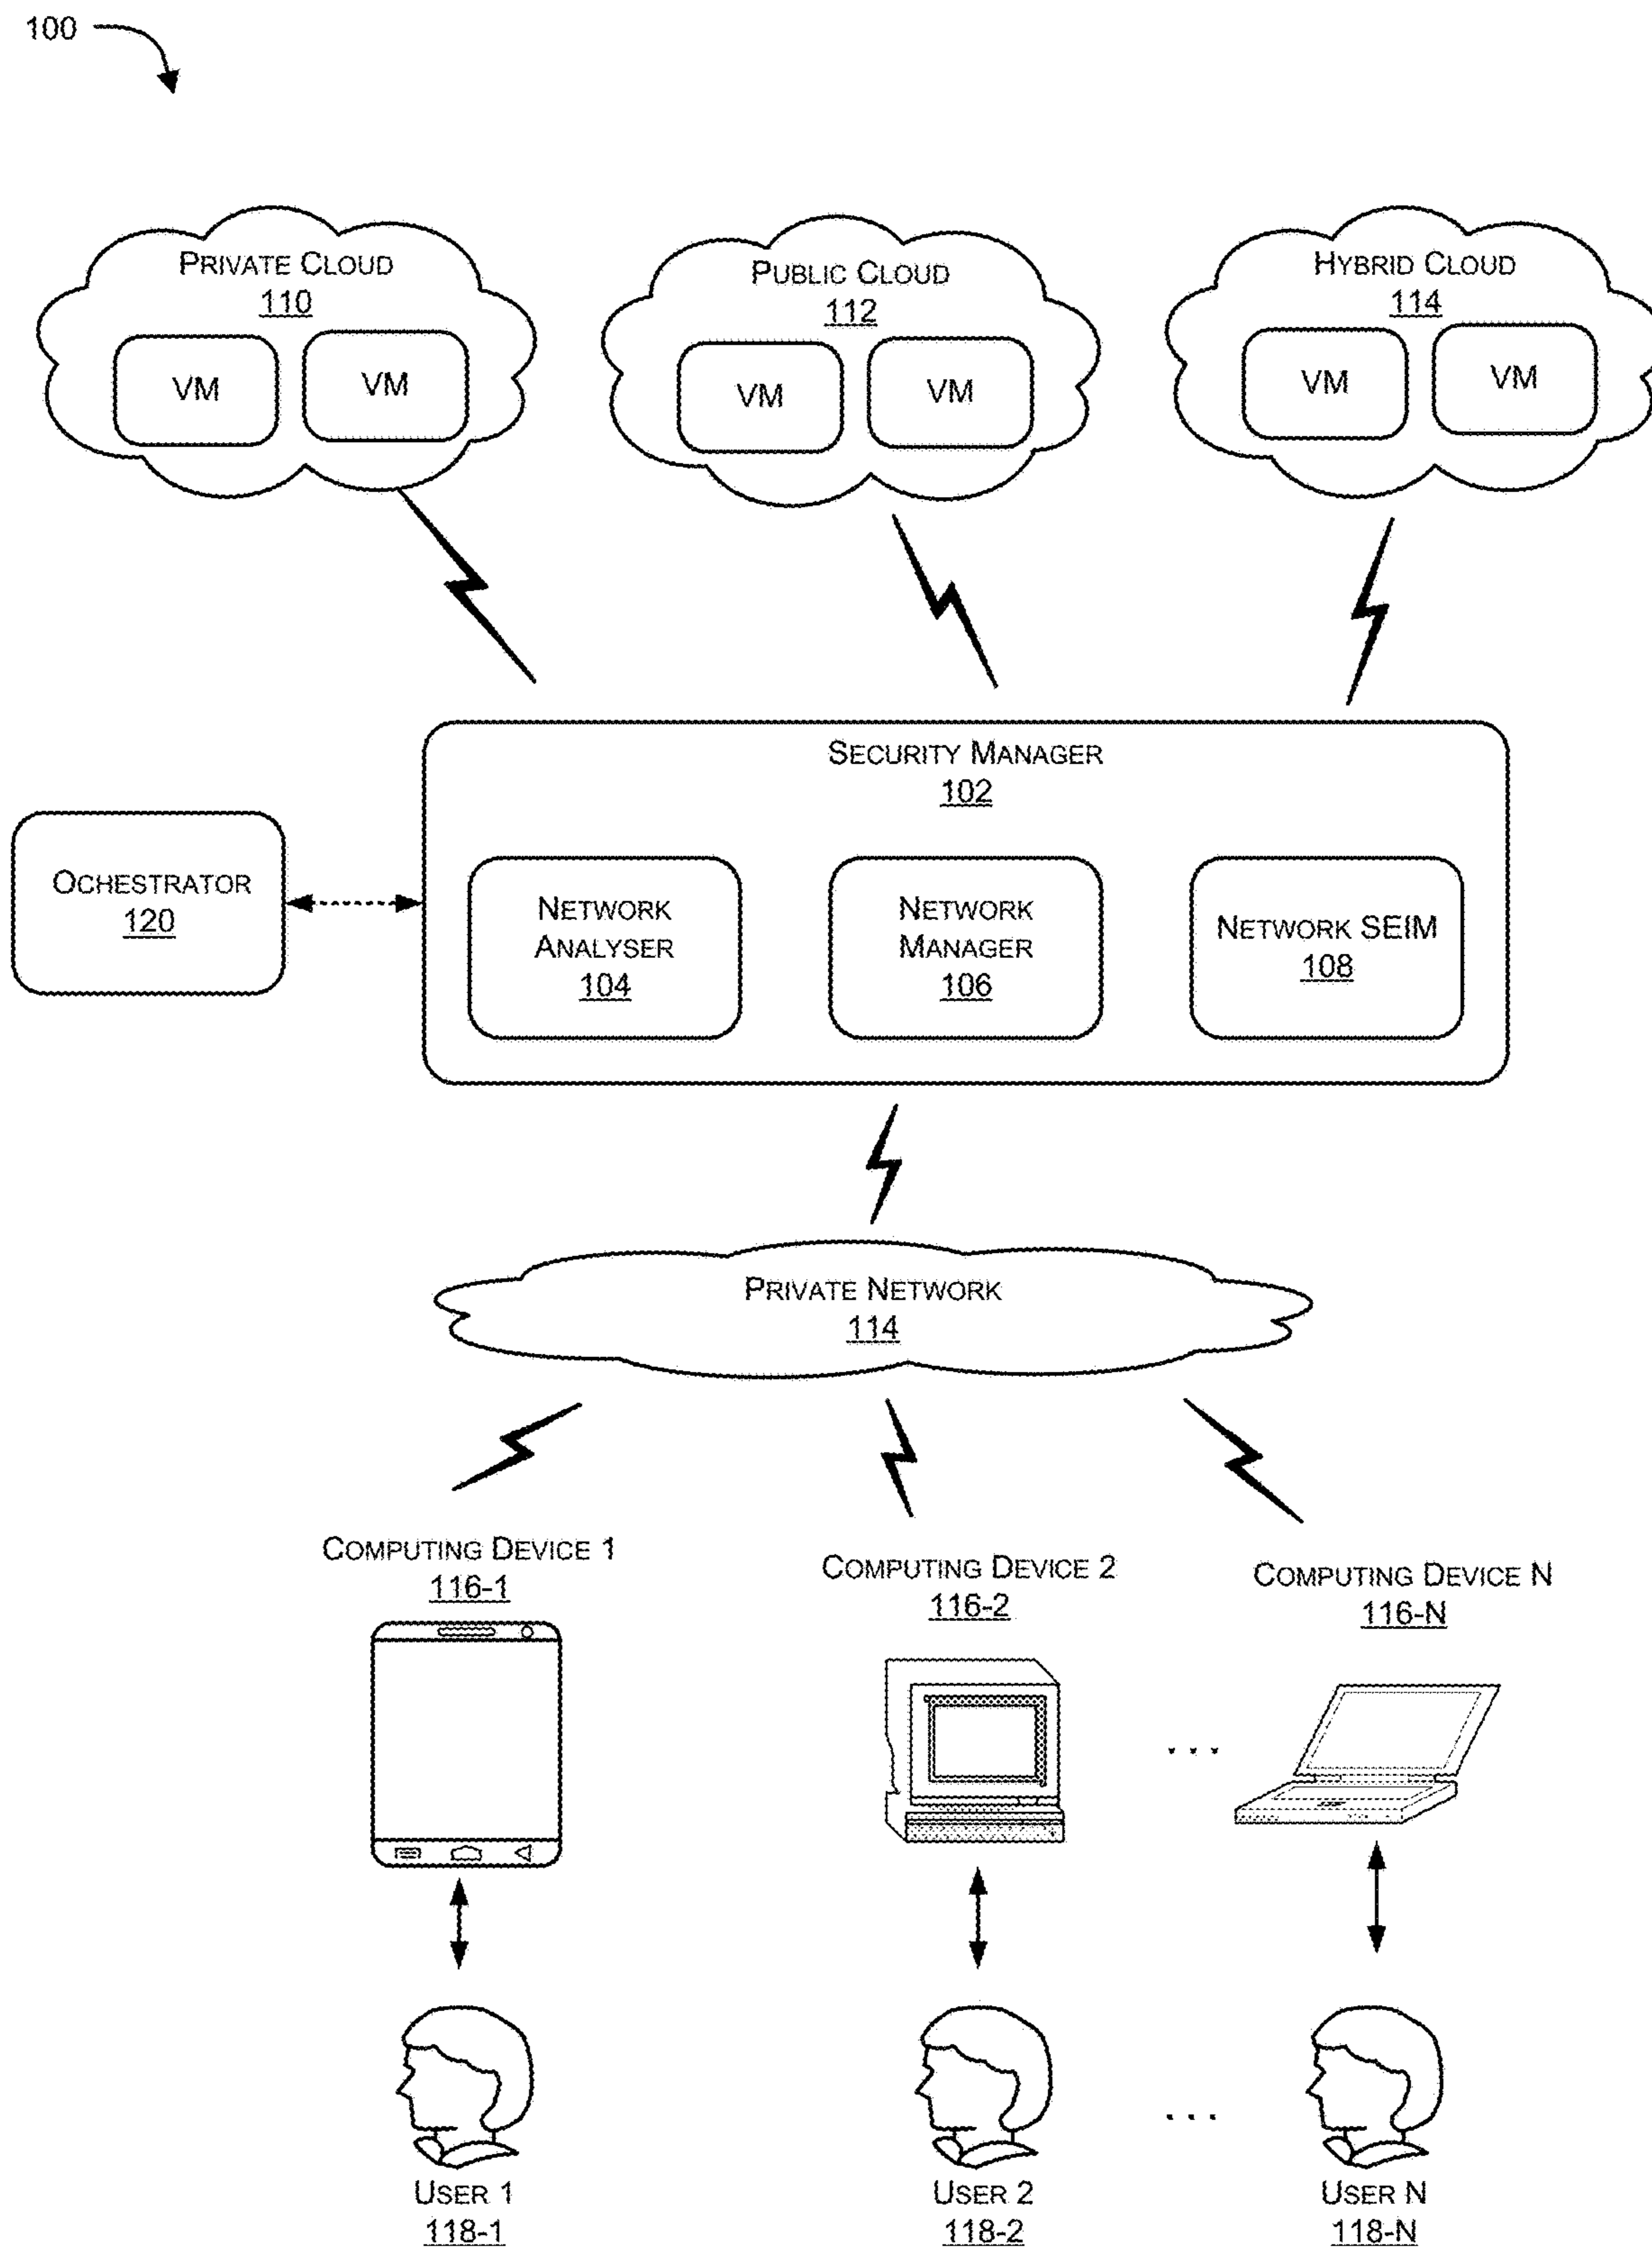 100
PRIVATE CLOUD
110
VM
VM
PUBLIC CLOUD
112
VM
VM
HYBRID CLOUD
114
VM
VM
SECURITY MANAGER
102
OCHESTRATOR
120
NETWORK
ANALYSER
104
NETWORK
MANAGER
106
NETWORK SEIM
108
PRIVATE NETWORK
114
COMPUTING DEVICE 1
116-1
COMPUTING DEVICE 2
116-2
COMPUTING DEVICE N
116-N
...
...
USER 1
118-1
USER 2
118-2
USER N
118-N